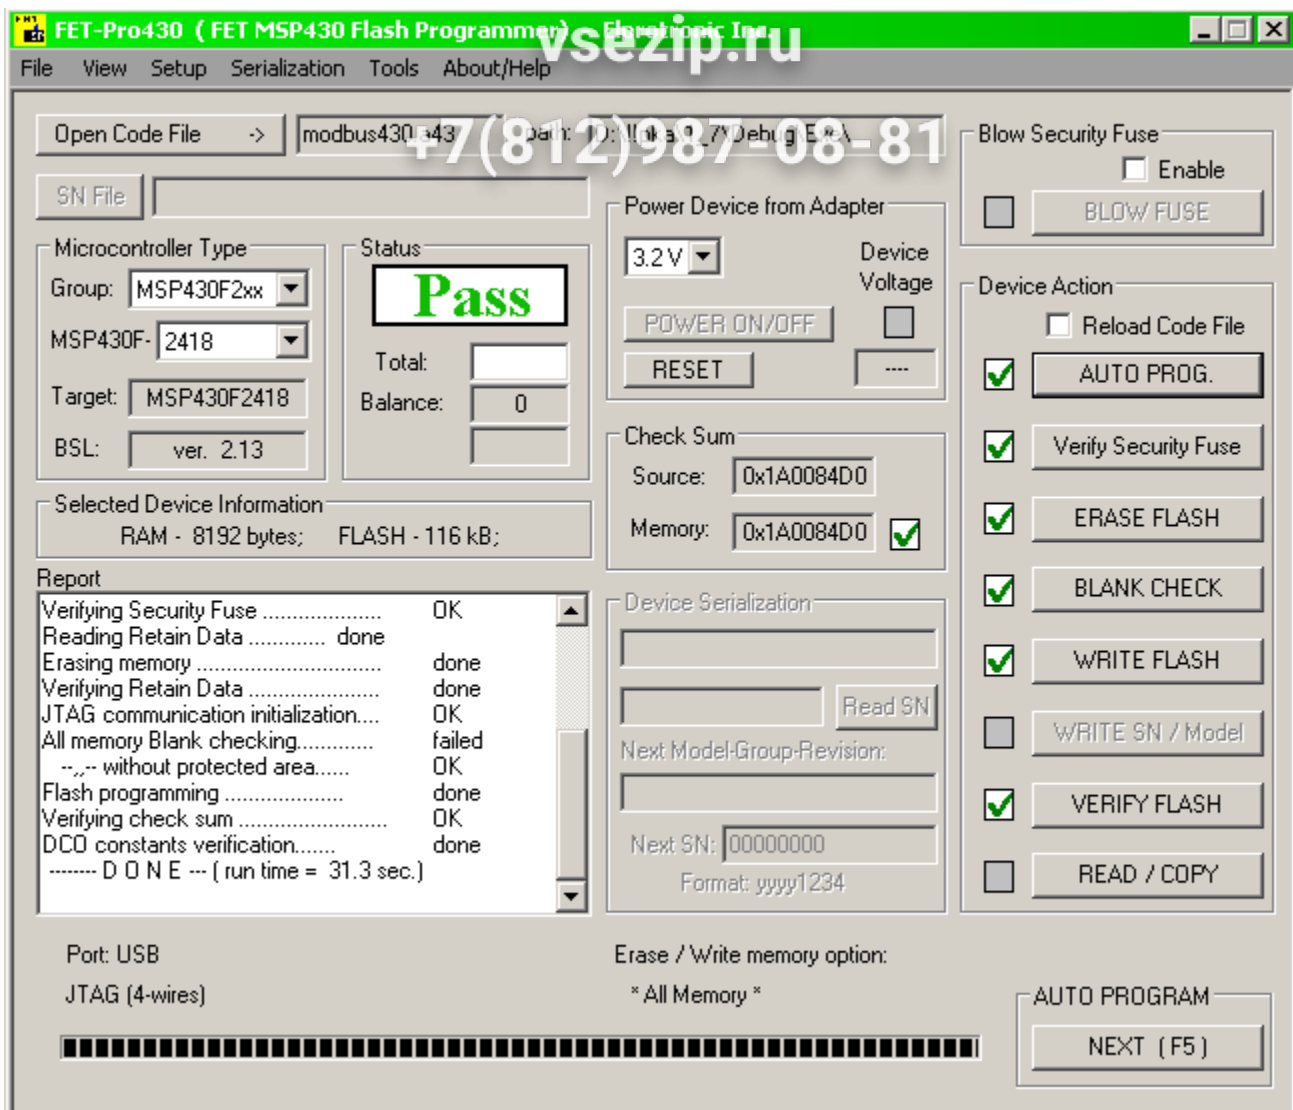 FET-Pro430 ( FET MSP430 Flash Programmer) - Elprotronic Inc.
vsezip.ru
File View Setup Serialization Tools About/Help
Open Code File -> modbus430.a43 path:
+7(812)987-08-81
Blow Security Fuse
Enable
BLOW FUSE
SN File
Microcontroller Type
Group: MSP430F2xx
MSP430F- 2418
Target: MSP430F2418
BSL: ver. 2.13
Status
Pass
Total:
Balance: 0
Power Device from Adapter
3.2 V
Device
Voltage
POWER ON/OFF
RESET
----
Check Sum
Source: 0x1A0084D0
Memory: 0x1A0084D0
Selected Device Information
RAM - 8192 bytes; FLASH - 116 kB;
Report
Verifying Security Fuse ..................... OK
Reading Retain Data ............. done
Erasing memory ................................. done
Verifying Retain Data ....................... done
JTAG communication initialization.... OK
All memory Blank checking............. failed
--,,-- without protected area...... OK
Flash programming ..................... done
Verifying check sum .......................... OK
DCO constants verification....... done
-------- D O N E --- ( run time = 31.3 sec.)
Device Serialization
Read SN
Next Model-Group-Revision:
Next SN: 00000000
Format: yyyy1234
Device Action
Reload Code File
AUTO PROG.
Verify Security Fuse
ERASE FLASH
BLANK CHECK
WRITE FLASH
WRITE SN / Model
VERIFY FLASH
READ / COPY
Port: USB
JTAG (4-wires)
Erase / Write memory option:
* All Memory *
AUTO PROGRAM
NEXT ( F5 )